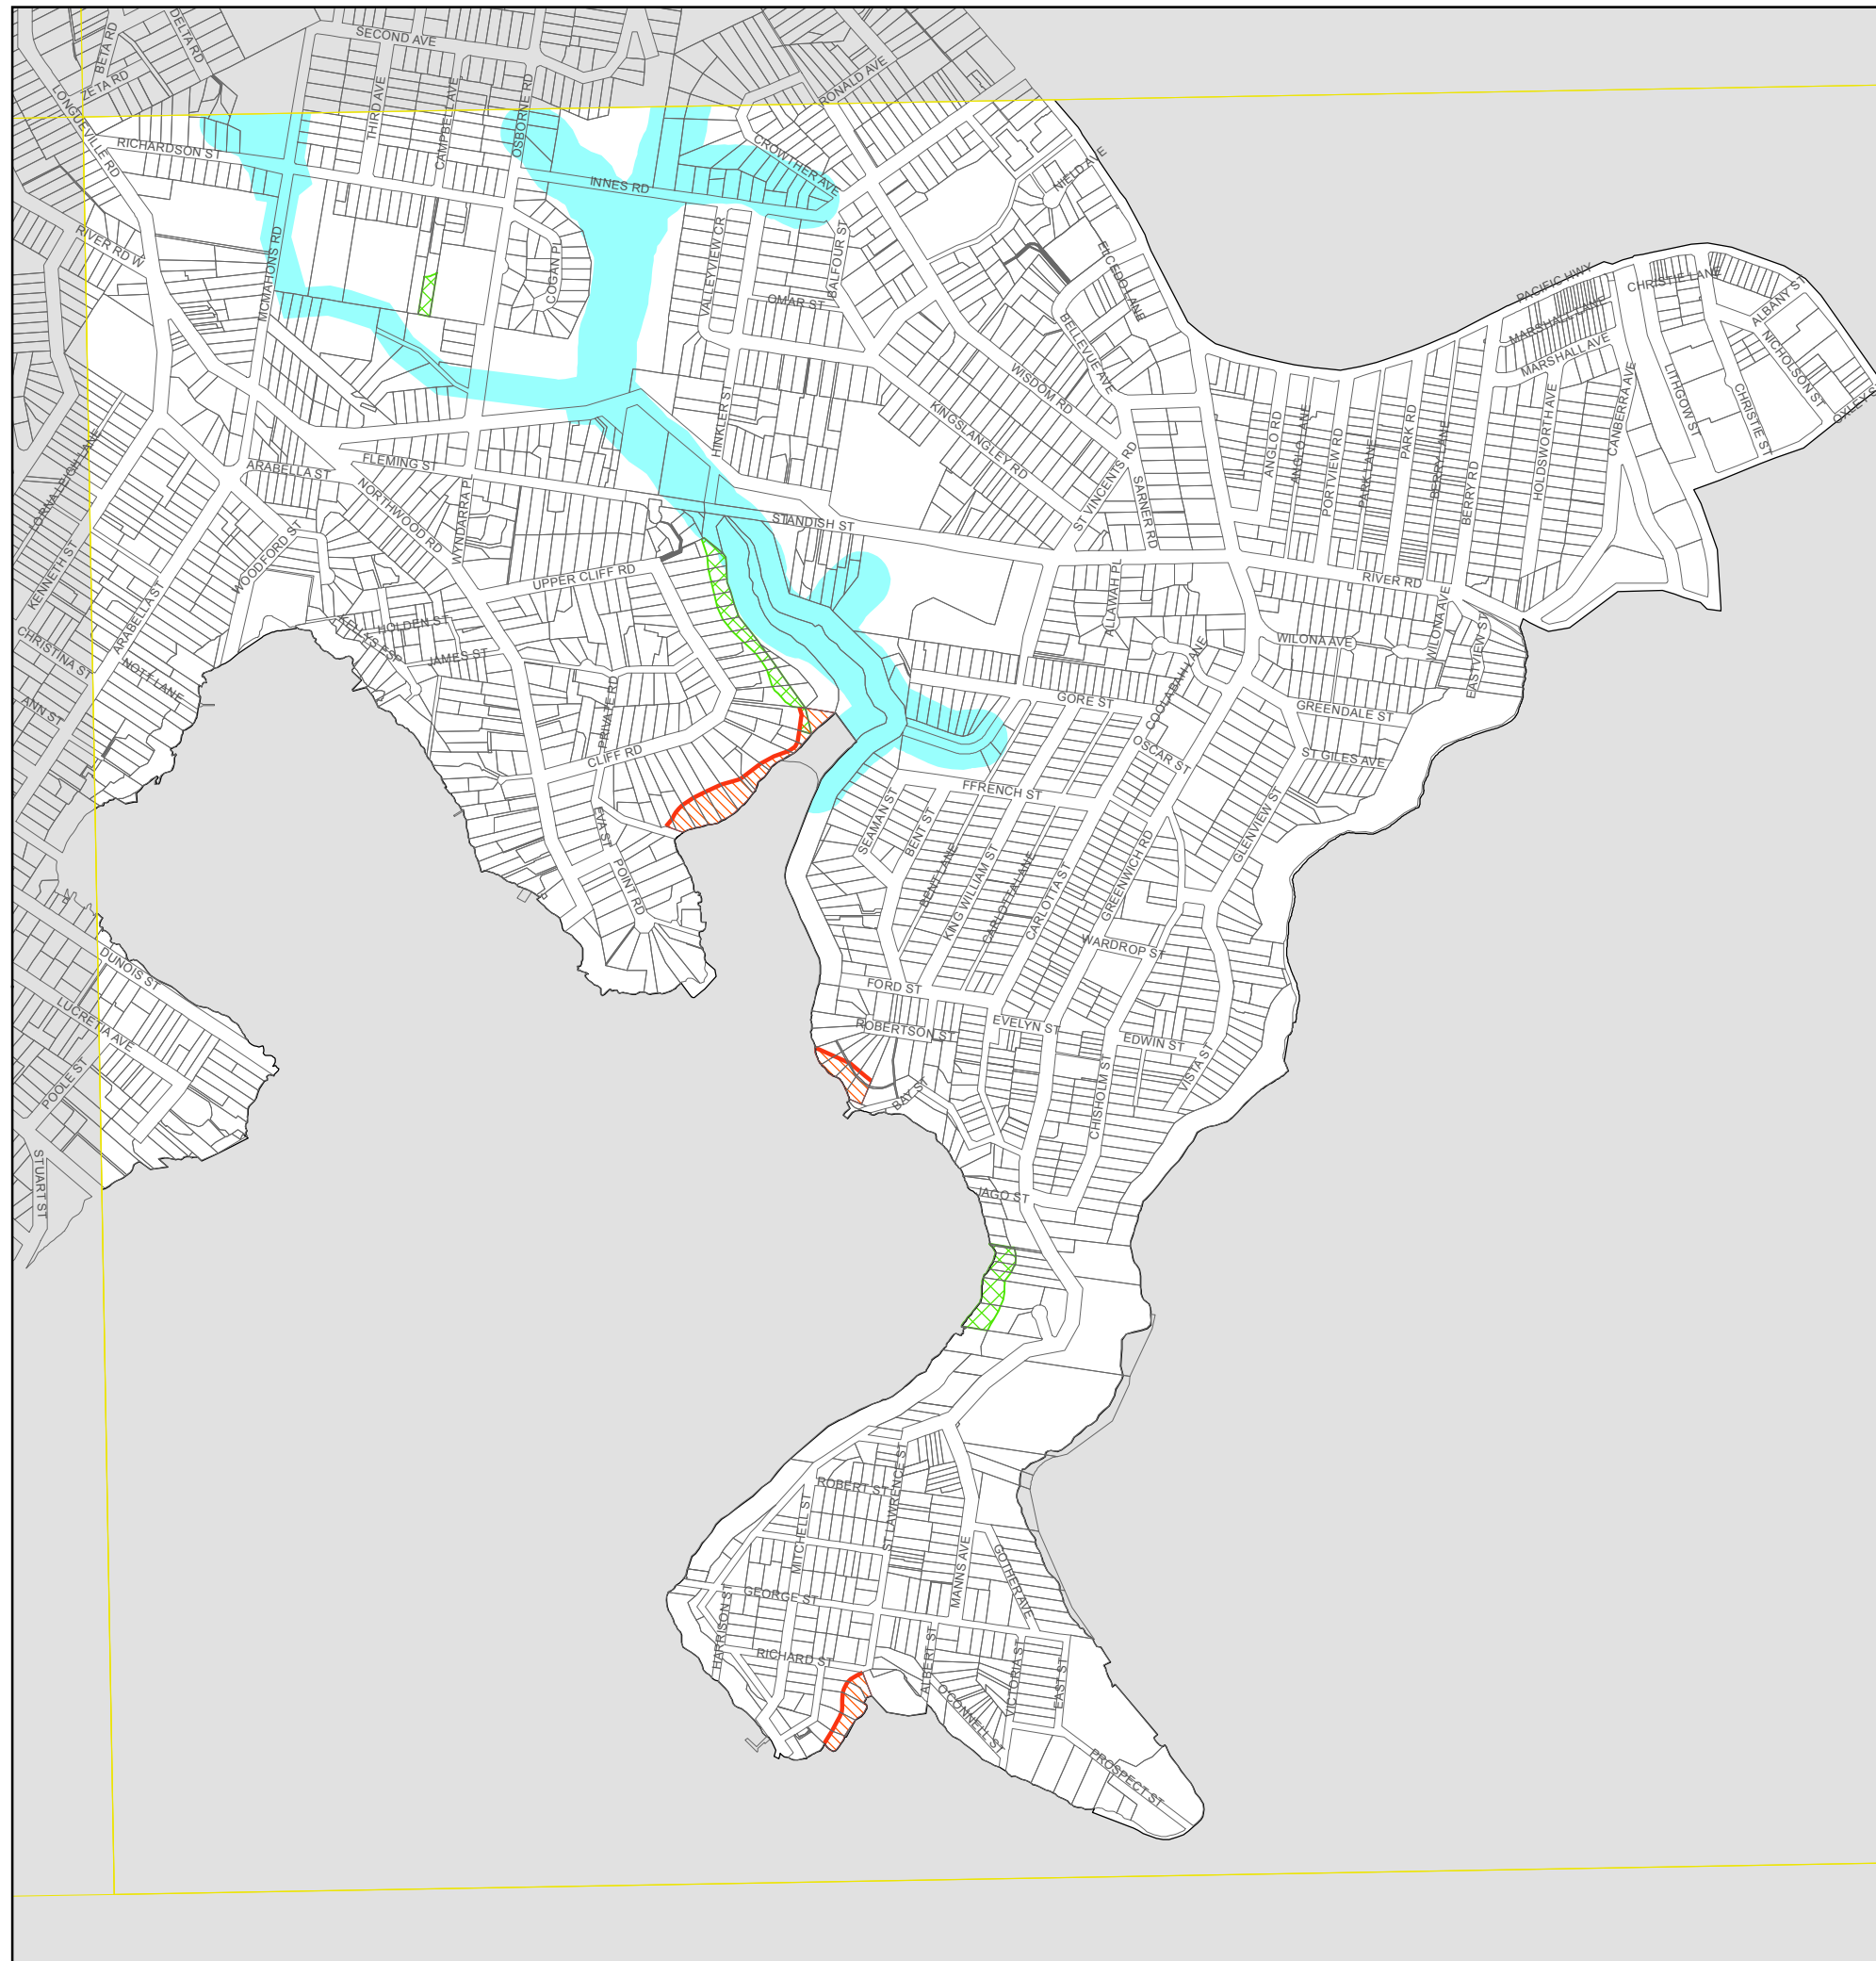 SECOND AVE
BETA RD
DELTA RD
ZETA RD
LONGUEVILLE RD
THIRD AVE
CAMPBELL AVE
OSBORNE RD
RONALD AVE
RICHARDSON ST
CROWTHER AVE
INNES RD
NIELD AVE
RIVER RD W
MCMAHONS RD
COGAN PL
VALLEYVIEW CR
BALFOUR ST
OMAR ST
ELCEDO LANE
BELLEVUE AVE
PACIFIC HWY
CHRISTIE LANE
ALBANY ST
MARSHALL LANE
MARSHALL AVE
NICHOLSON ST
WISDOM RD
HINKLER ST
KINGSLANGLEY RD
ANGLO RD
ANGLO LANE
PORTVIEW RD
PARK LANE
PARK RD
BERRY LANE
BERRY RD
HOLDSWORTH AVE
CANBERRA AVE
LITHGOW ST
CHRISTIE ST
OXLEY S
LORNA LEIGH LANE
ARABELLA ST
FLEMING ST
NORTHWOOD RD
WYNDARRA PL
STANDISH ST
ST VINCENTS RD
SARNER RD
KENNETH ST
WOODFORD ST
UPPER CLIFF RD
ALLAWAH PL
RIVER RD
ARABELLA ST
KELLYS ESP
HOLDEN ST
JAMES ST
WILONA AVE
WILONA AVE
EASTVIEW ST
CHRISTINA ST
NOTT LANE
ANN ST
PRIVATE RD
CLIFF RD
GORE ST
COOLABAH LANE
GREENDALE ST
OSCAR ST
ST GILES AVE
FFRENCH ST
SEAMAN ST
BENT ST
EVA ST
POINT RD
BENT LANE
KING WILLIAM ST
CARLOTTA LANE
CARLOTTA ST
GREENWICH RD
GLENVIEW ST
WARDROP ST
DUNOIS ST
LUCRETIA AVE
POOLE ST
FORD ST
ROBERTSON ST
EVELYN ST
EDWIN ST
VISTA ST
BAY ST
CHISHOLM ST
STUART ST
IAGO ST
ROBERT ST
MITCHELL ST
ST LAWRENCE ST
MANNS AVE
GOTHER AVE
GEORGE ST
HARRISON ST
RICHARD ST
ALBERT ST
O'CONNELL ST
VICTORIA ST
EAST ST
PROSPECT ST